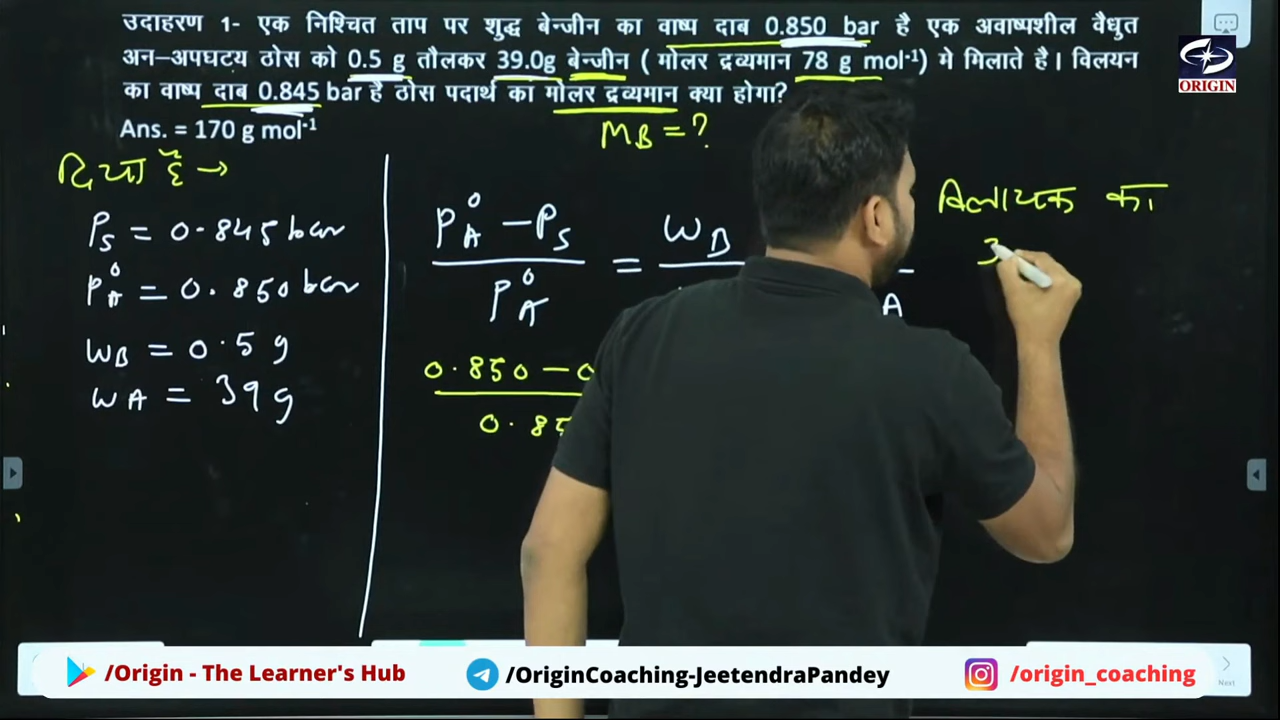 उदाहरण 1- एक निश्चित ताप पर शुद्ध बेन्जीन का वाष्प दाब 0.850 bar है एक अवाष्पशील वैधुत
अन–अपघटय ठोस को 0.5 g तौलकर 39.0g बेन्जीन ( मोलर द्रव्यमान 78 g mol⁻¹) मे मिलाते है। विलयन
का वाष्प दाब 0.845 bar है ठोस पदार्थ का मोलर द्रव्यमान क्या होगा?
Ans. = 170 g mol⁻¹
MB = ?
ORIGIN
दिया है →
PS = 0.845 bar
P°A = 0.850 bar
WB = 0.5 g
WA = 39 g
P°A – PS
P°A
=
WB
A
0.850 – 0
0.85
विलायक का
/Origin - The Learner's Hub
/OriginCoaching-JeetendraPandey
/origin_coaching
Next